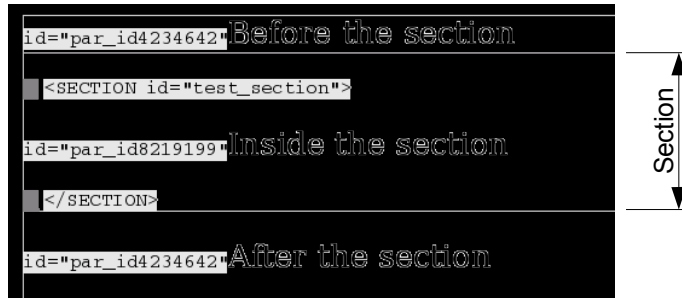 id="par_id4234642"Before the section
<SECTION id="test_section">
id="par_id8219199"Inside the section
</SECTION>
id="par_id4234642"After the section
Section